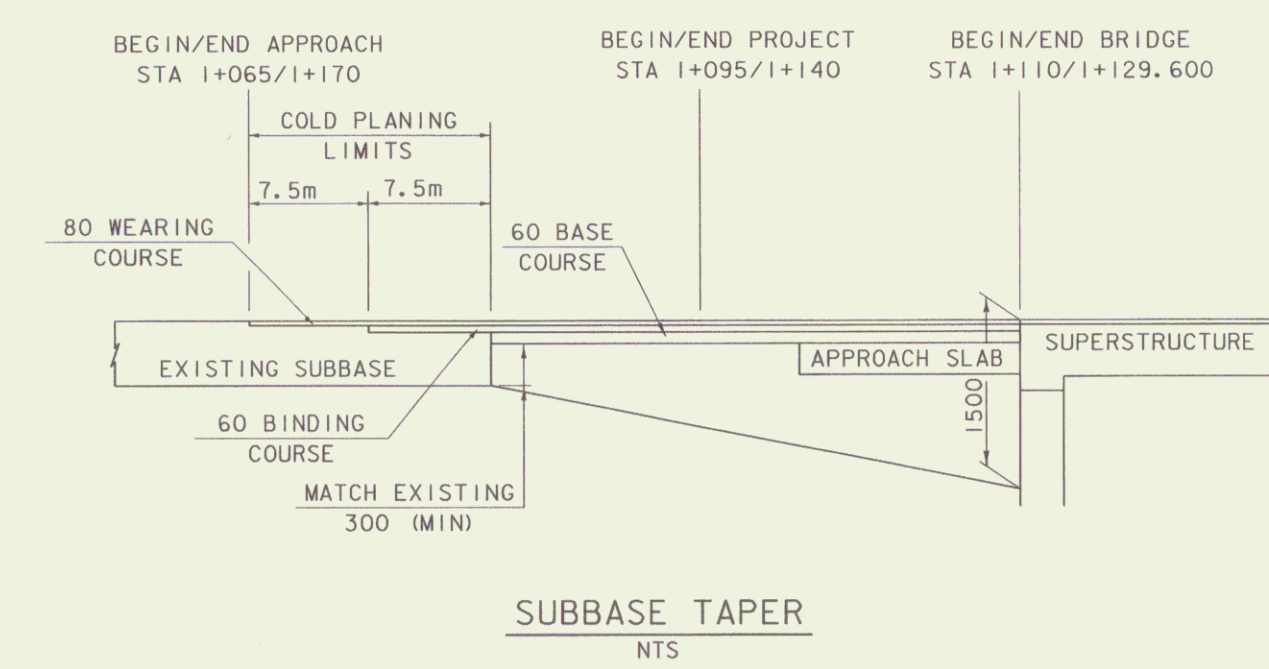 BEGIN/END APPROACH
STA 1+065/1+170
BEGIN/END PROJECT
STA 1+095/1+140
BEGIN/END BRIDGE
STA 1+110/1+129.600
COLD PLANING
LIMITS
7.5m
7.5m
80 WEARING
COURSE
60 BASE
COURSE
EXISTING SUBBASE
APPROACH SLAB
SUPERSTRUCTURE
1500
60 BINDING
COURSE
MATCH EXISTING
300 (MIN)
SUBBASE TAPER
NTS